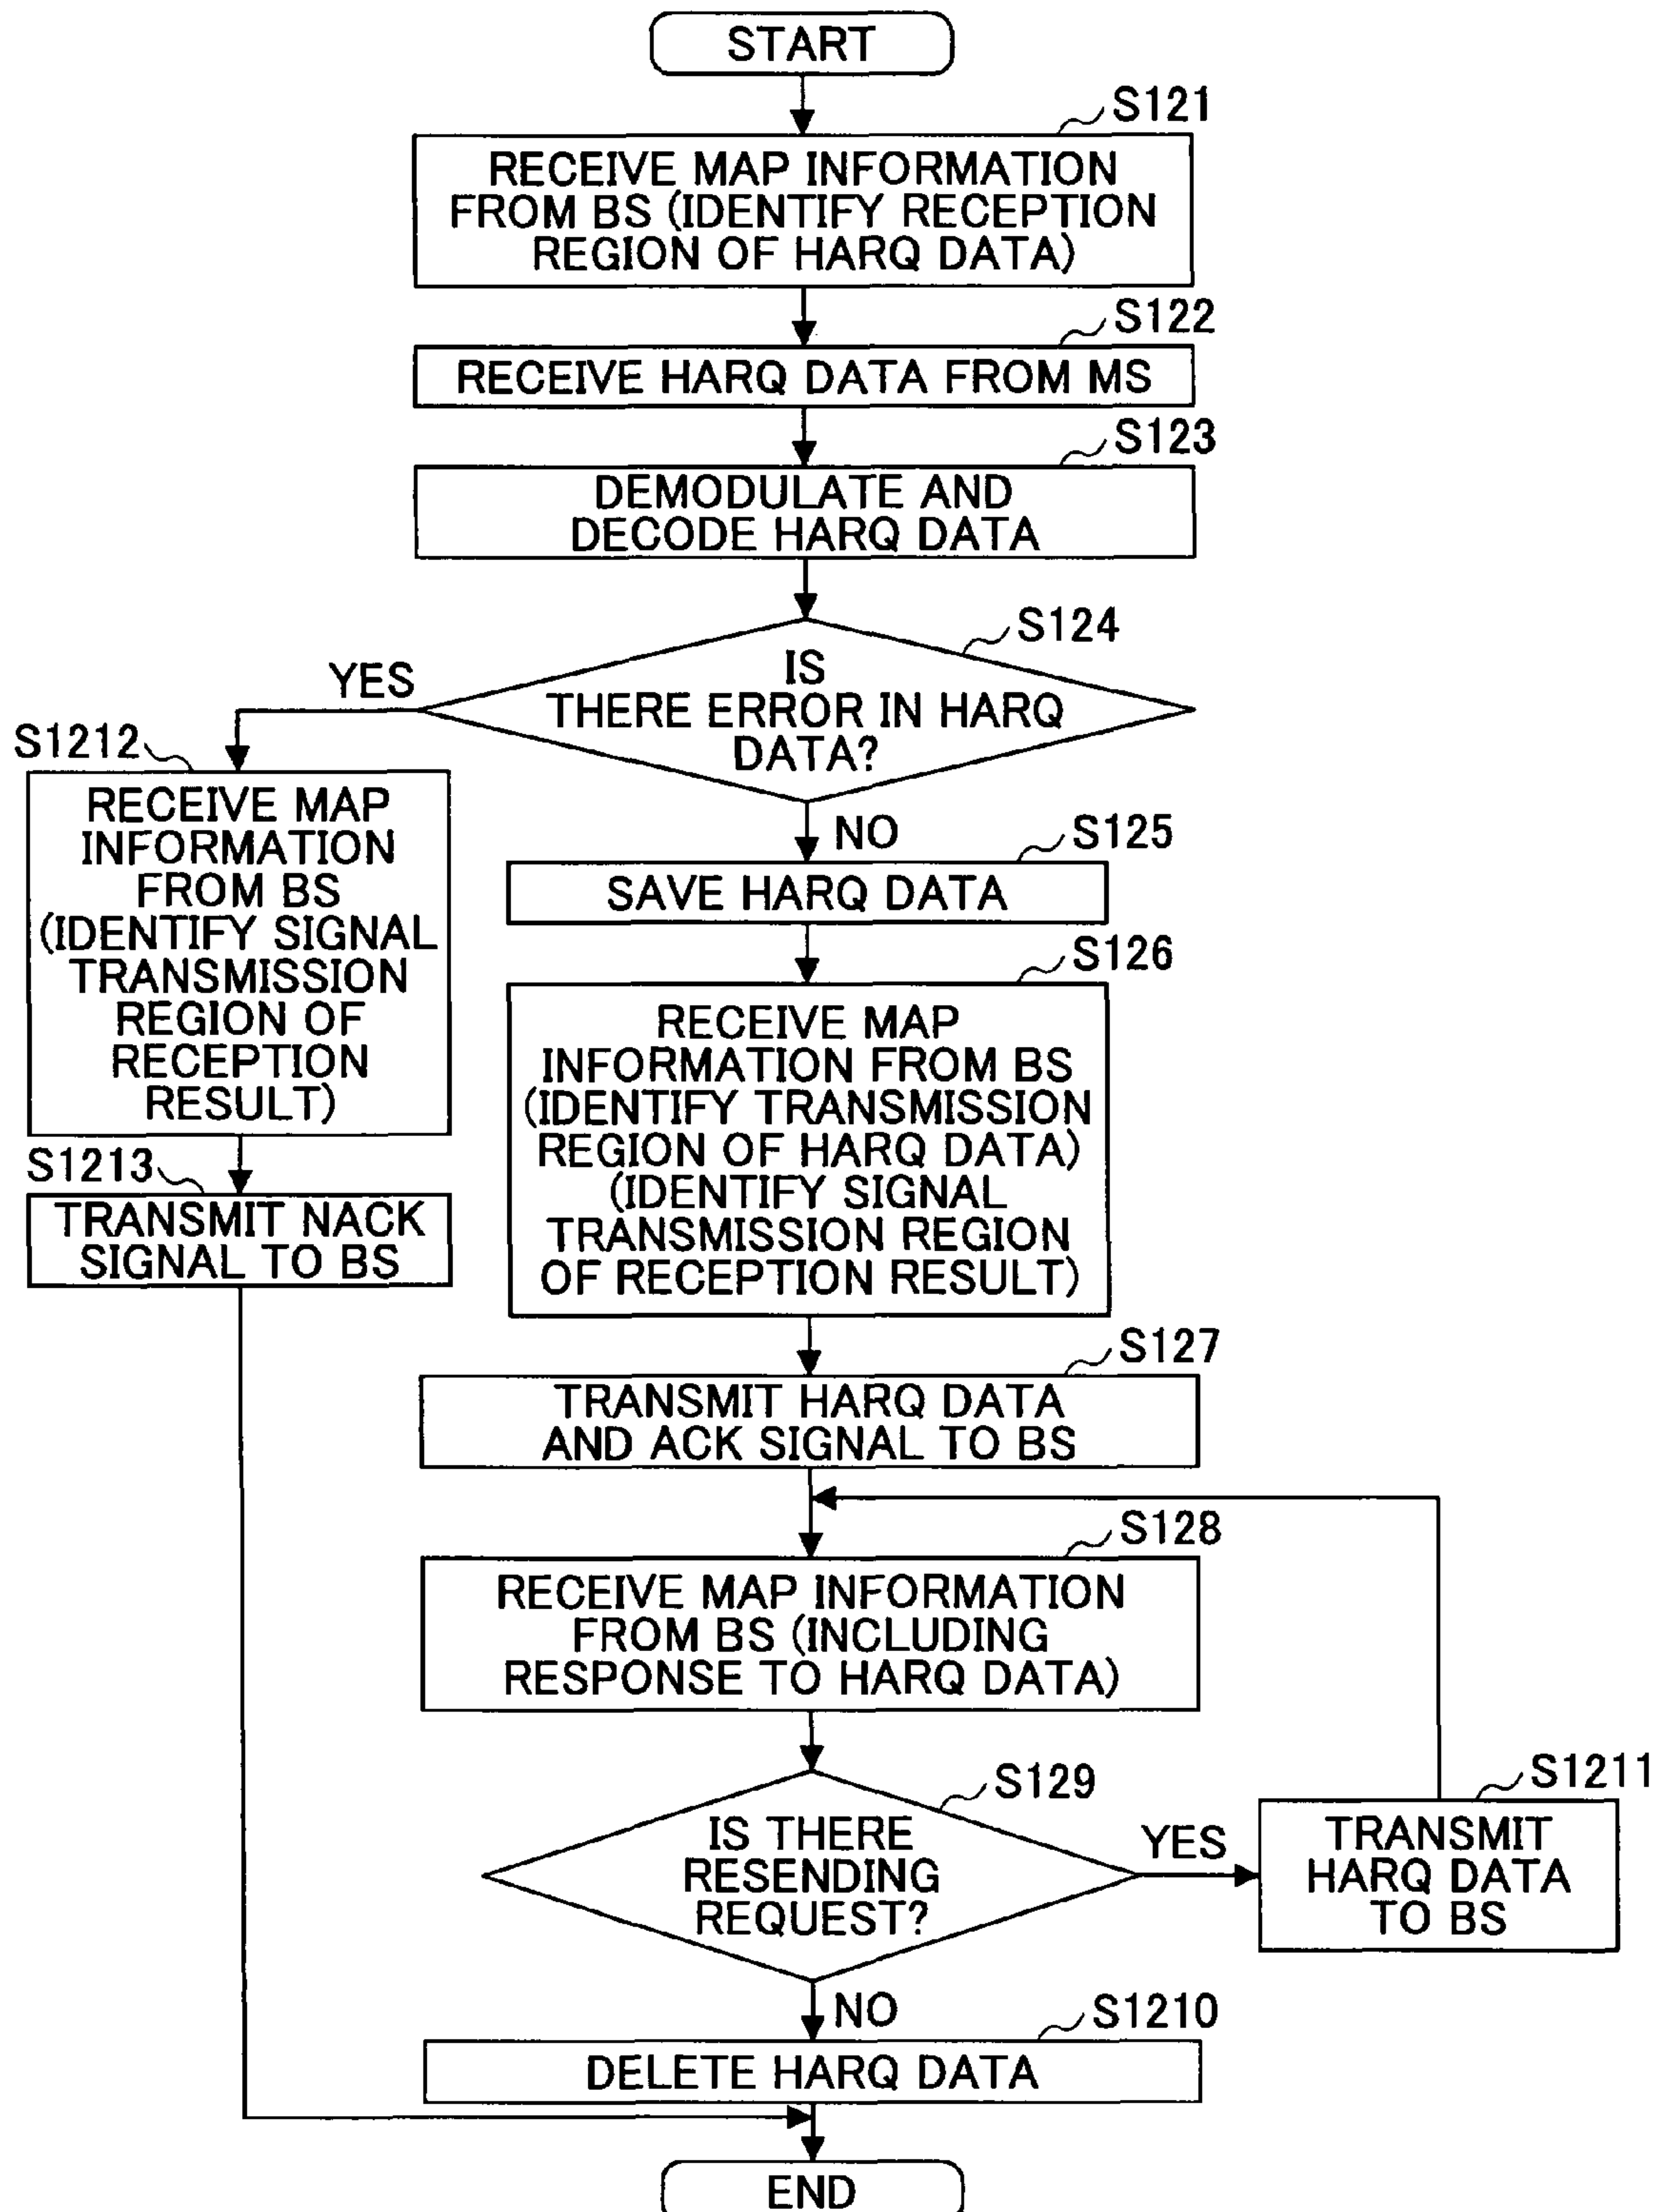 START
S121
RECEIVE MAP INFORMATION
FROM BS (IDENTIFY RECEPTION
REGION OF HARQ DATA)
S122
RECEIVE HARQ DATA FROM MS
S123
DEMODULATE AND
DECODE HARQ DATA
S124
IS
THERE ERROR IN HARQ
DATA?
YES
S1212
RECEIVE MAP
INFORMATION
FROM BS
(IDENTIFY SIGNAL
TRANSMISSION
REGION OF
RECEPTION
RESULT)
S1213
TRANSMIT NACK
SIGNAL TO BS
NO
S125
SAVE HARQ DATA
S126
RECEIVE MAP
INFORMATION FROM BS
(IDENTIFY TRANSMISSION
REGION OF HARQ DATA)
(IDENTIFY SIGNAL
TRANSMISSION REGION
OF RECEPTION RESULT)
S127
TRANSMIT HARQ DATA
AND ACK SIGNAL TO BS
S128
RECEIVE MAP INFORMATION
FROM BS (INCLUDING
RESPONSE TO HARQ DATA)
S129
IS THERE
RESENDING
REQUEST?
YES
S1211
TRANSMIT
HARQ DATA
TO BS
NO
S1210
DELETE HARQ DATA
END